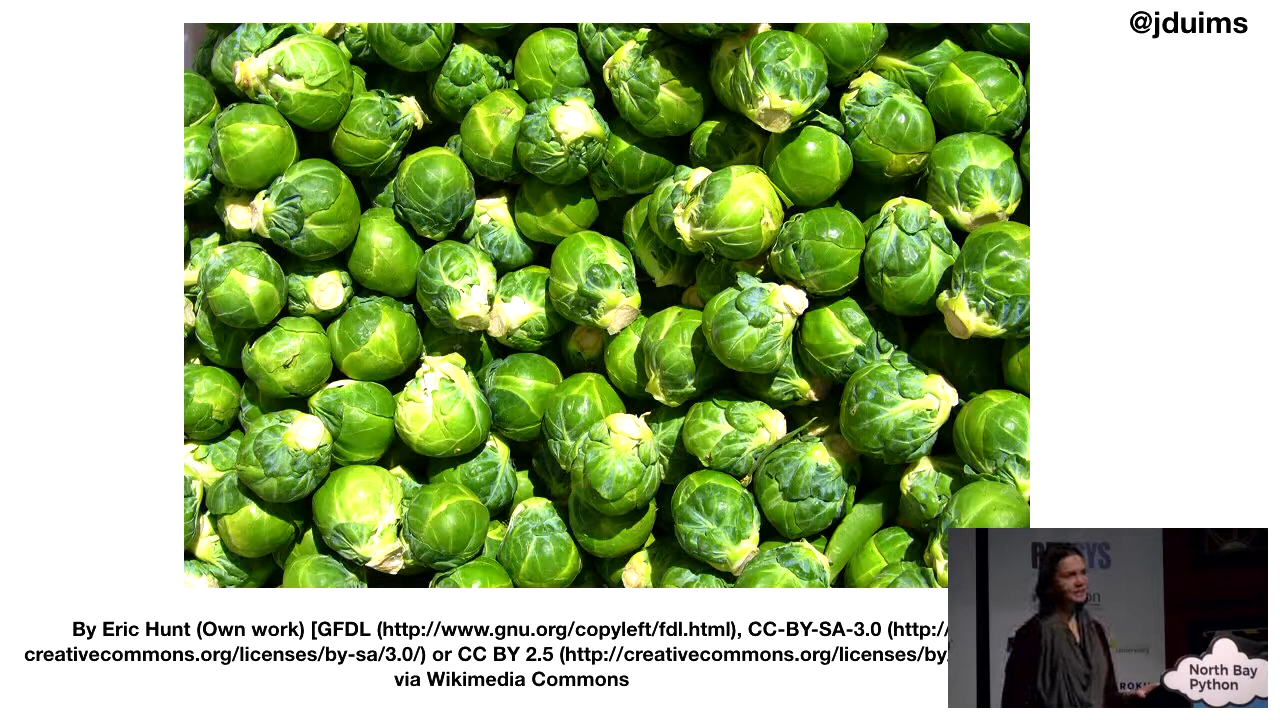 @jduims
By Eric Hunt (Own work) [GFDL (http://www.gnu.org/copyleft/fdl.html), CC-BY-SA-3.0 (http://
creativecommons.org/licenses/by-sa/3.0/) or CC BY 2.5 (http://creativecommons.org/licenses/by
via Wikimedia Commons
North Bay
Python